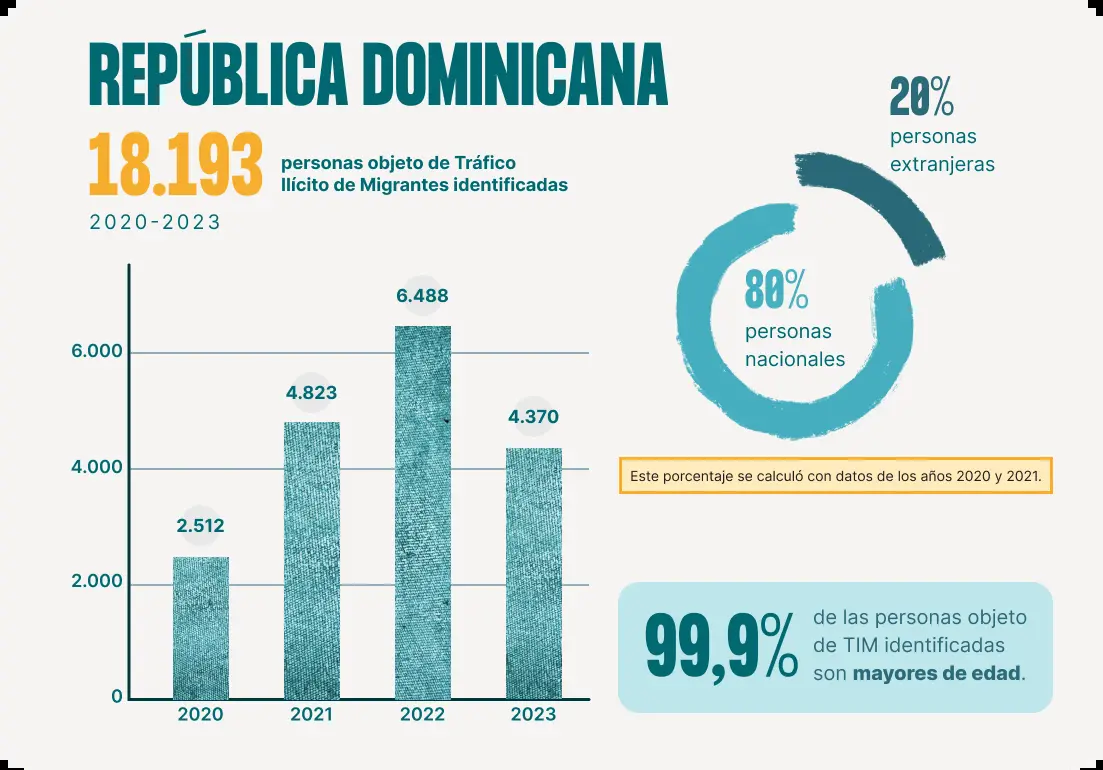 REPÚBLICA DOMINICANA
18.193
personas objeto de Tráfico
Ilícito de Migrantes identificadas
2020-2023
6.000
4.000
2.000
0
2.512
4.823
6.488
4.370
2020
2021
2022
2023
20%
personas
extranjeras
80%
personas
nacionales
Este porcentaje se calculó con datos de los años 2020 y 2021.
99,9%
de las personas objeto
de TIM identificadas
son mayores de edad.